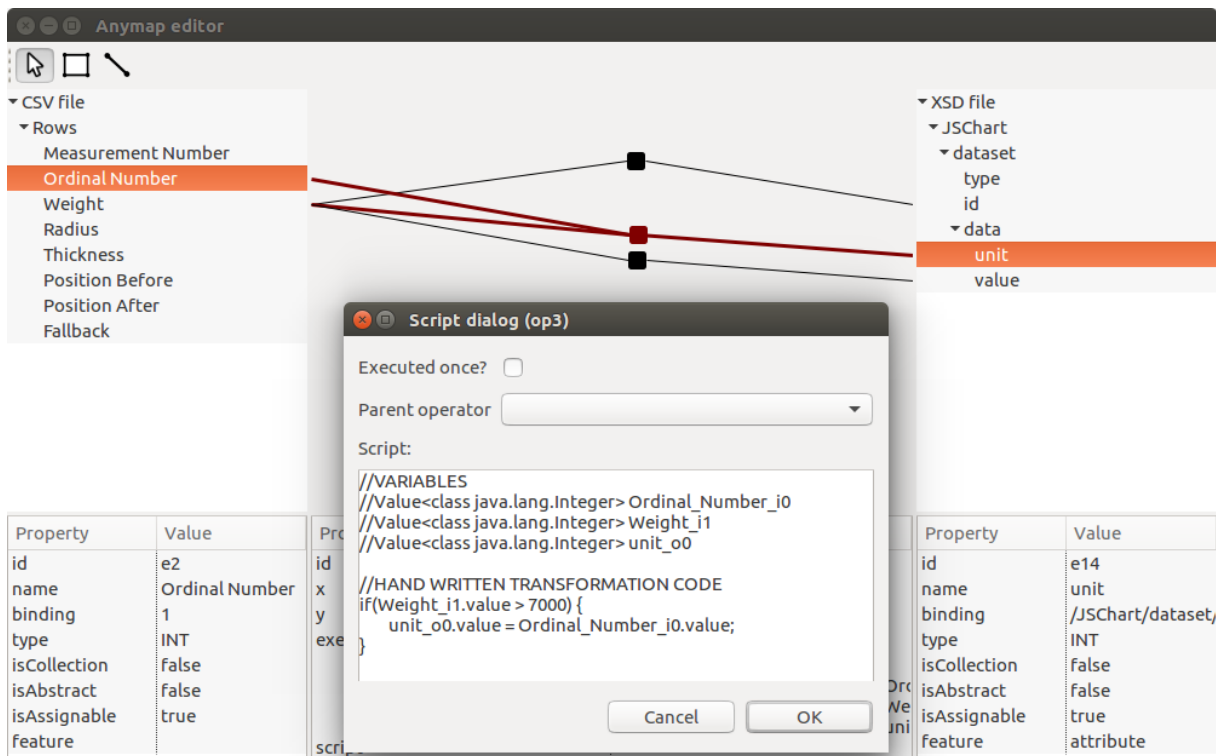 Anymap editor
CSV file
Rows
Measurement Number
Ordinal Number
Weight
Radius
Thickness
Position Before
Position After
Fallback
XSD file
JSChart
dataset
type
id
data
unit
value
Script dialog (op3)
Executed once?
Parent operator
Script:
//VARIABLES
//Value<class java.lang.Integer> Ordinal_Number_i0
//Value<class java.lang.Integer> Weight_i1
//Value<class java.lang.Integer> unit_o0
//HAND WRITTEN TRANSFORMATION CODE
if(Weight_i1.value > 7000) {
unit_o0.value = Ordinal_Number_i0.value;
}
Cancel OK
Property Value
id e2
name Ordinal Number
binding 1
type INT
isCollection false
isAbstract false
isAssignable true
feature
id
x
y
Property Value
id e14
name unit
binding /JSChart/dataset/
type INT
isCollection false
isAbstract false
isAssignable true
feature attribute